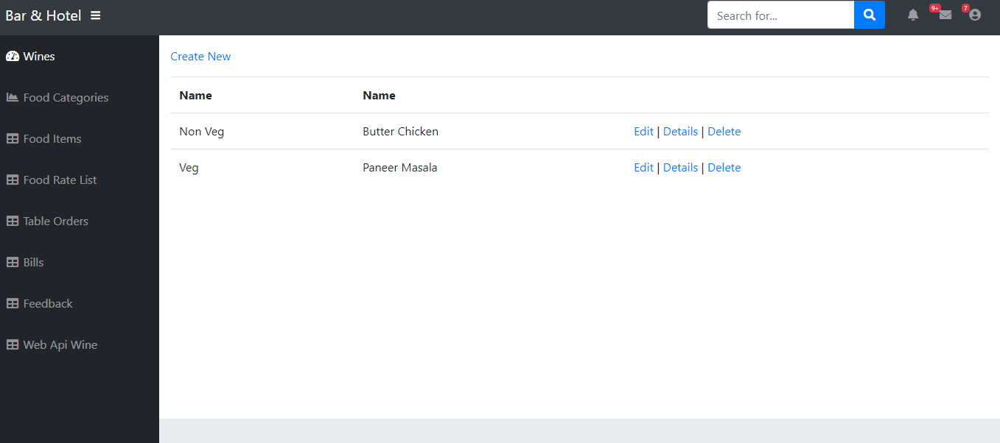 Bar & Hotel
Search for...
9+
7
Wines
Food Categories
Food Items
Food Rate List
Table Orders
Bills
Feedback
Web Api Wine
Create New
Name Name
Non Veg Butter Chicken Edit | Details | Delete
Veg Paneer Masala Edit | Details | Delete